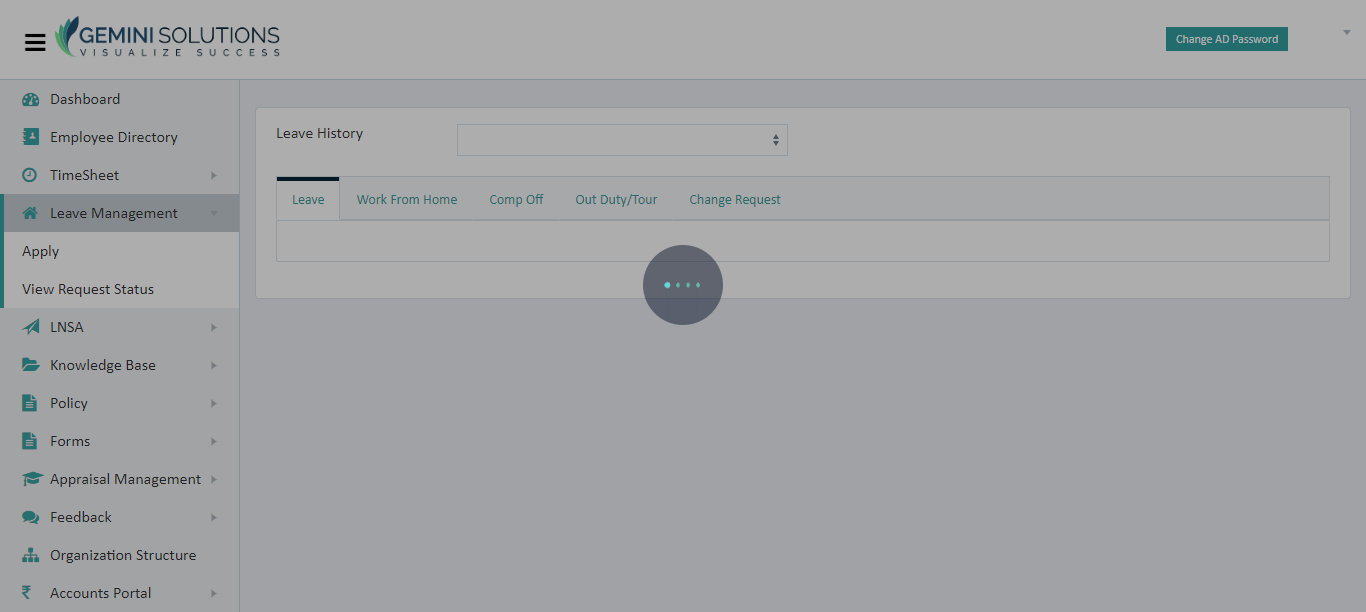 GEMINI SOLUTIONS
VISUALIZE SUCCESS
Change AD Password
Dashboard
Employee Directory
TimeSheet
Leave Management
Apply
View Request Status
LNSA
Knowledge Base
Policy
Forms
Appraisal Management
Feedback
Organization Structure
₹ Accounts Portal
Leave History
Leave Work From Home Comp Off Out Duty/Tour Change Request